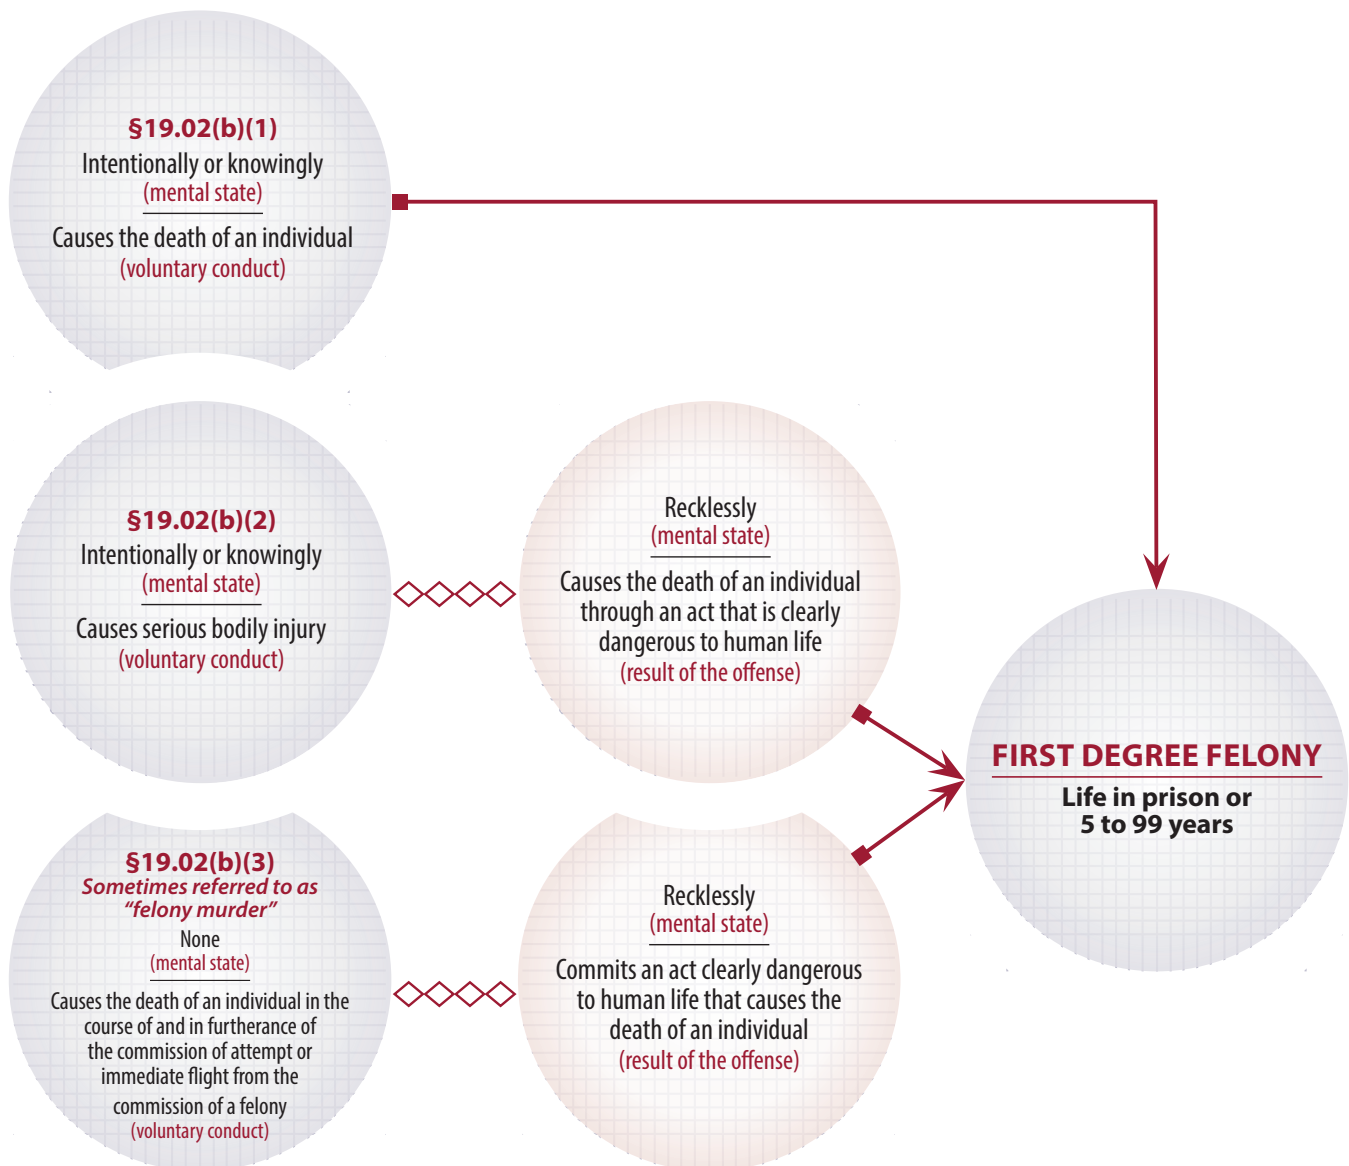 §19.02(b)(1)
Intentionally or knowingly
(mental state)
Causes the death of an individual
(voluntary conduct)
§19.02(b)(2)
Intentionally or knowingly
(mental state)
Causes serious bodily injury
(voluntary conduct)
Recklessly
(mental state)
Causes the death of an individual
through an act that is clearly
dangerous to human life
(result of the offense)
§19.02(b)(3)
Sometimes referred to as
“felony murder”
None
(mental state)
Causes the death of an individual in the
course of and in furtherance of
the commission of attempt or
immediate flight from the
commission of a felony
(voluntary conduct)
Recklessly
(mental state)
Commits an act clearly dangerous
to human life that causes the
death of an individual
(result of the offense)
FIRST DEGREE FELONY
Life in prison or
5 to 99 years